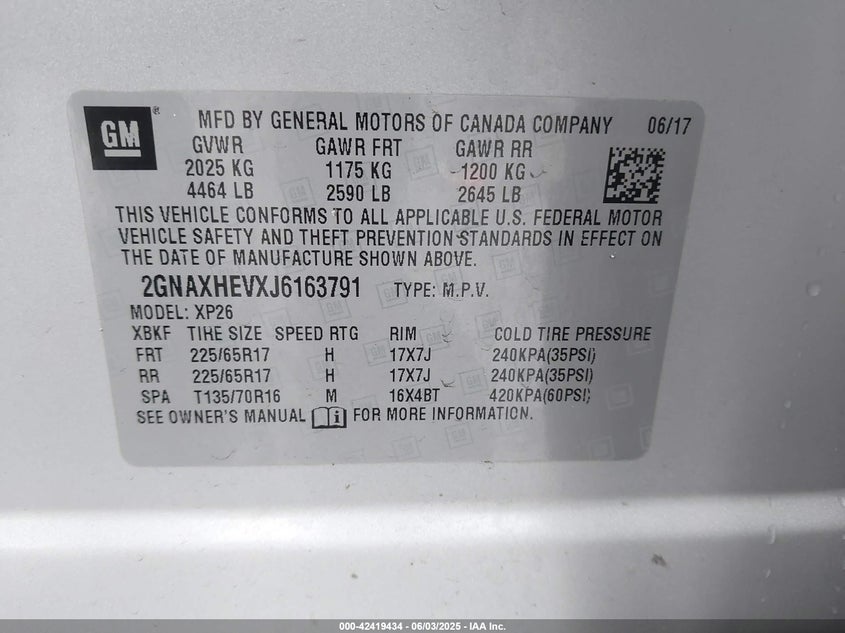 GM ® MFD BY GENERAL MOTORS OF CANADA COMPANY 06/17
GVWR GAWR FRT GAWR RR
2025 KG 1175 KG 1200 KG
4464 LB 2590 LB 2645 LB
THIS VEHICLE CONFORMS TO ALL APPLICABLE U.S. FEDERAL MOTOR
VEHICLE SAFETY AND THEFT PREVENTION STANDARDS IN EFFECT ON
THE DATE OF MANUFACTURE SHOWN ABOVE.
2GNAXHEVXJ6163791 TYPE: M.P.V.
MODEL: XP26
XBKF TIRE SIZE SPEED RTG RIM COLD TIRE PRESSURE
FRT 225/65R17 H 17X7J 240KPA(35PSI)
RR 225/65R17 H 17X7J 240KPA(35PSI)
SPA T135/70R16 M 16X4BT 420KPA(60PSI)
SEE OWNER'S MANUAL i FOR MORE INFORMATION.
000-42419434 - 06/03/2025 - IAA Inc.